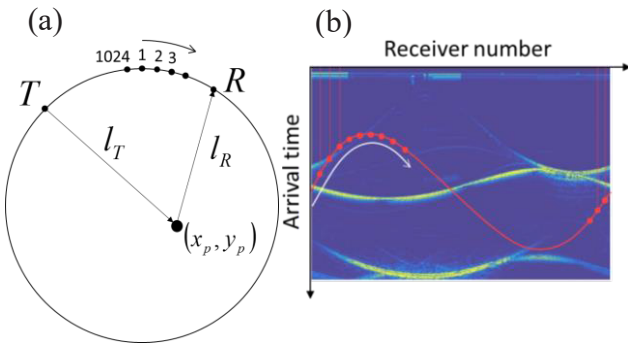 (a)
1024 1 2 3
T
R
l_T
l_R
(x_p, y_p)
(b)
Receiver number
Arrival time